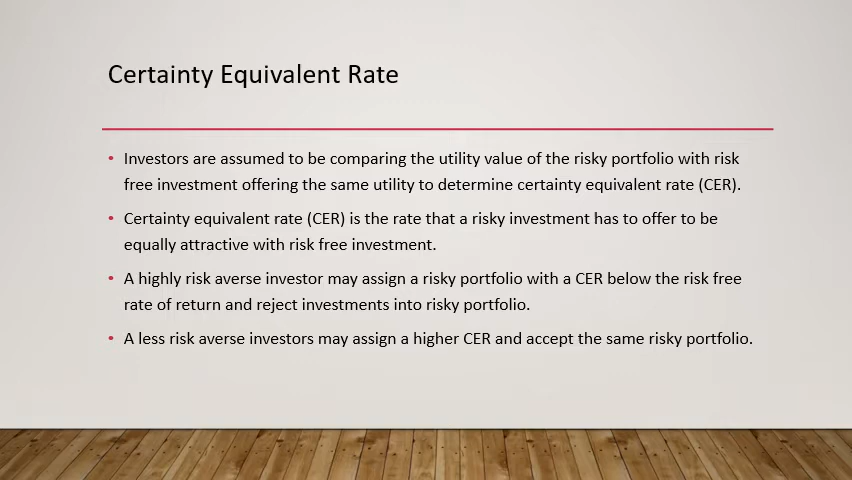 Certainty Equivalent Rate
• Investors are assumed to be comparing the utility value of the risky portfolio with risk
free investment offering the same utility to determine certainty equivalent rate (CER).
• Certainty equivalent rate (CER) is the rate that a risky investment has to offer to be
equally attractive with risk free investment.
• A highly risk averse investor may assign a risky portfolio with a CER below the risk free
rate of return and reject investments into risky portfolio.
• A less risk averse investors may assign a higher CER and accept the same risky portfolio.